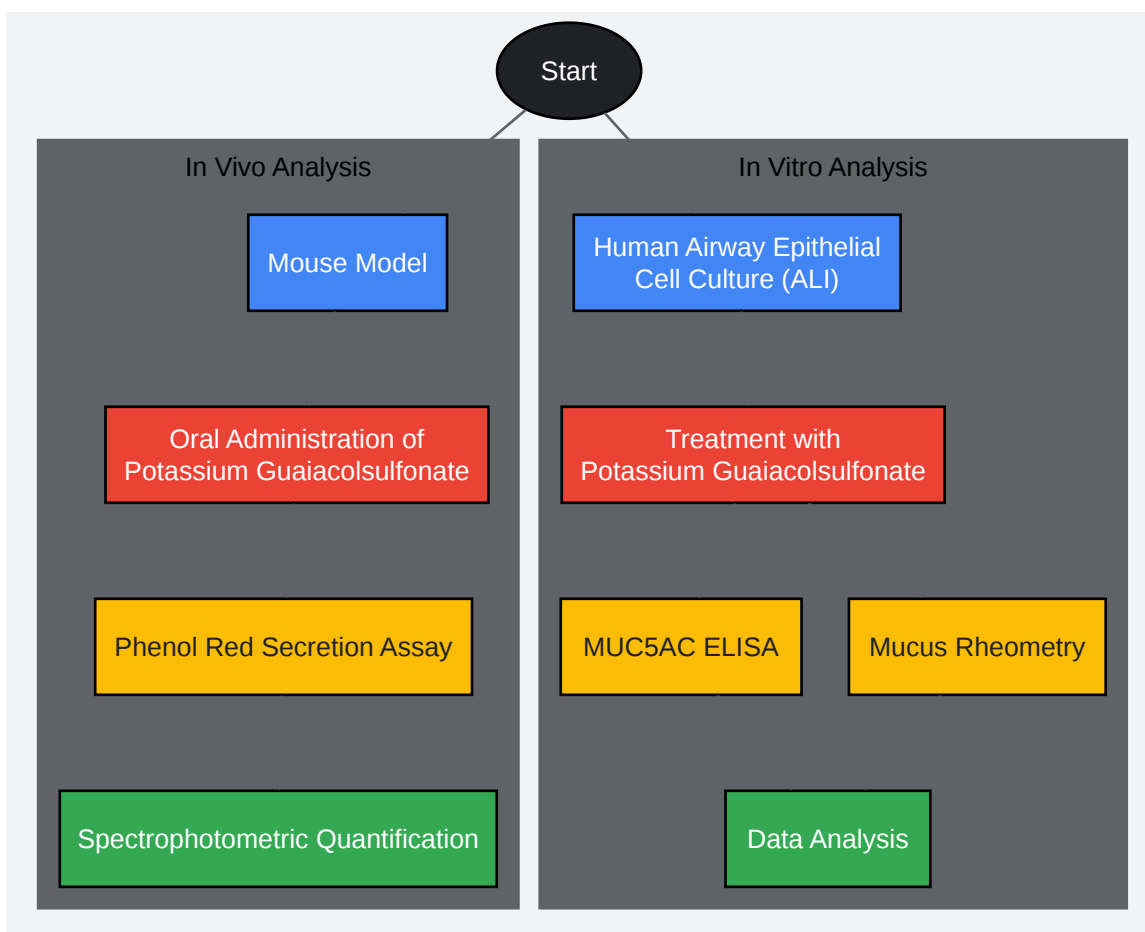 Start
In Vivo Analysis
Mouse Model
Oral Administration of
Potassium Guaiacolsulfonate
Phenol Red Secretion Assay
Spectrophotometric Quantification
In Vitro Analysis
Human Airway Epithelial
Cell Culture (ALI)
Treatment with
Potassium Guaiacolsulfonate
MUC5AC ELISA
Mucus Rheometry
Data Analysis